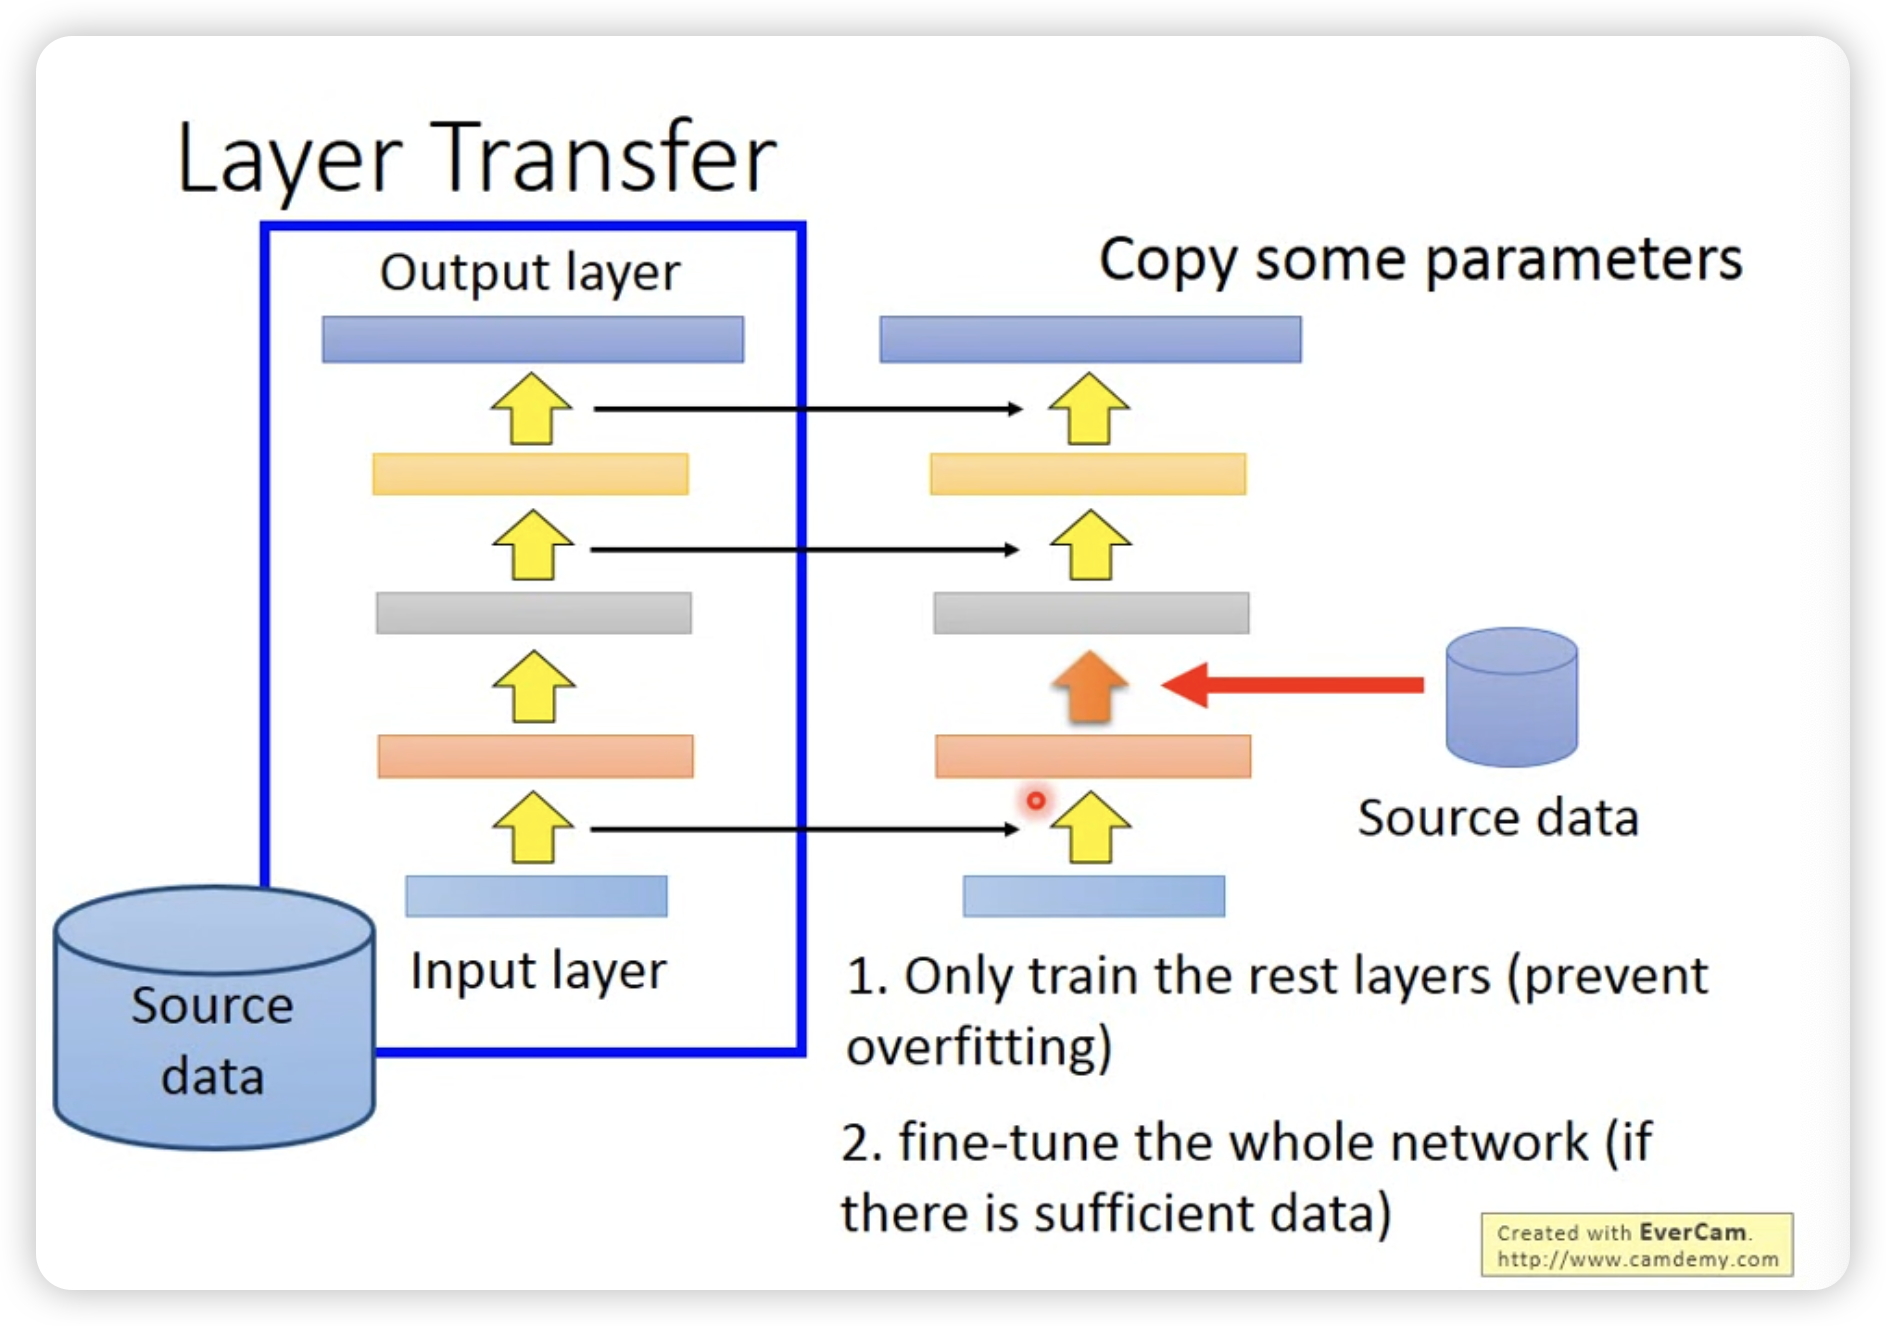 Layer Transfer
Output layer
Copy some parameters
Source data
Input layer
Source
data
1. Only train the rest layers (prevent
overfitting)
2. fine-tune the whole network (if
there is sufficient data)
Created with EverCam.
http://www.camdemy.com